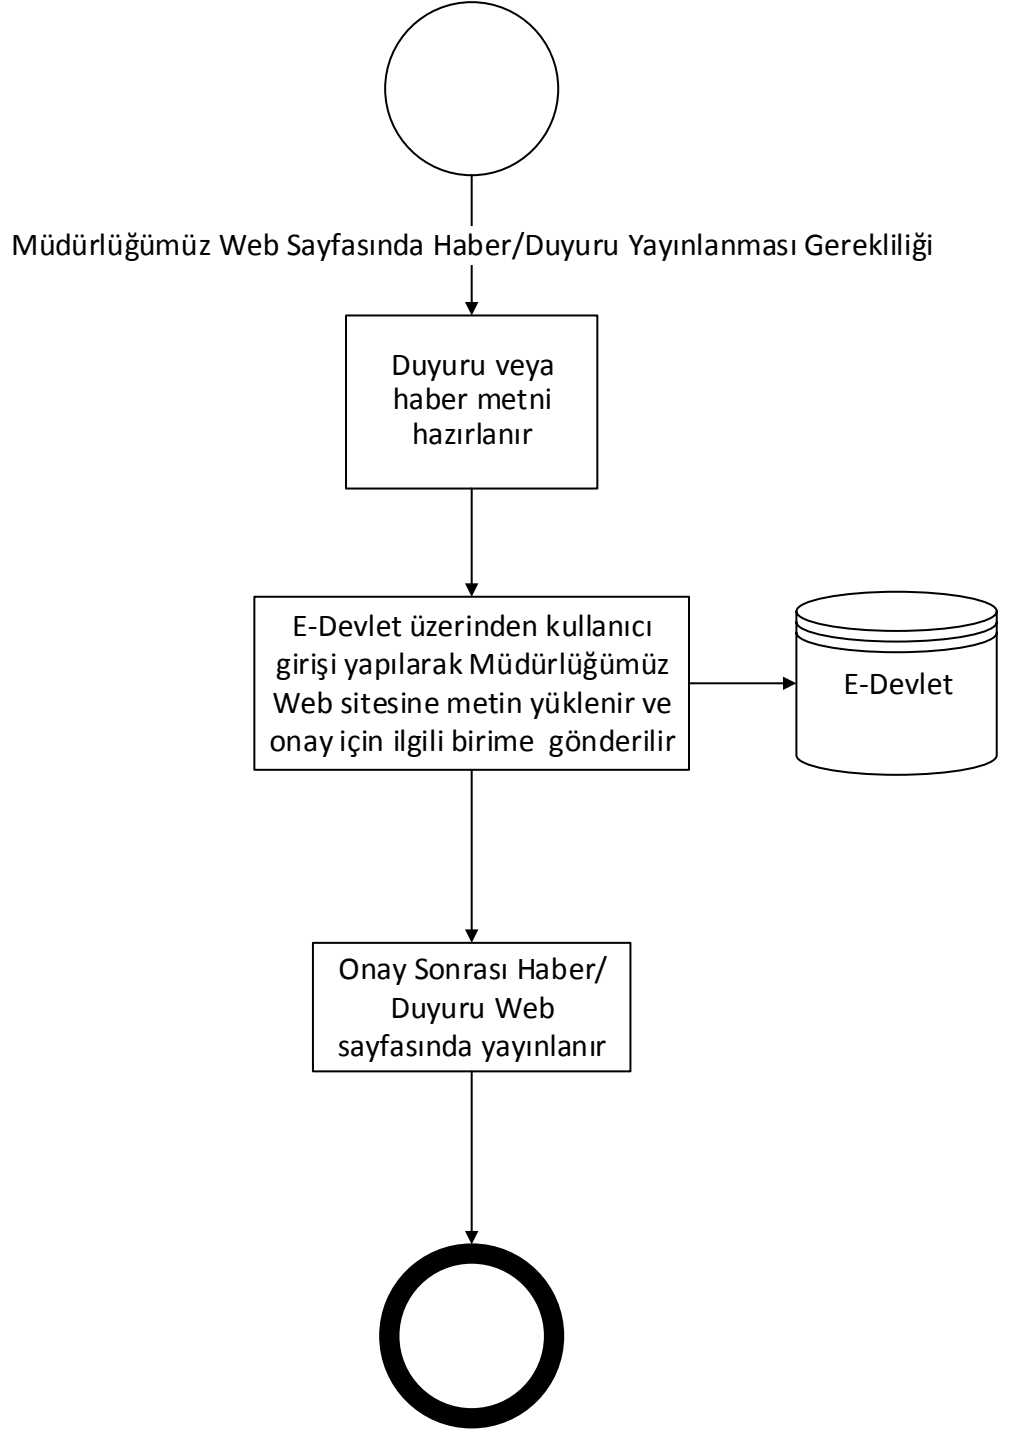 Müdürlüğümüz Web Sayfasında Haber/Duyuru Yayınlanması Gerekliliği
Duyuru veya
haber metni
hazırlanır
E-Devlet üzerinden kullanıcı
girişi yapılarak Müdürlüğümüz
Web sitesine metin yüklenir ve
onay için ilgili birime  gönderilir
E-Devlet
Onay Sonrası Haber/
Duyuru Web
sayfasında yayınlanır